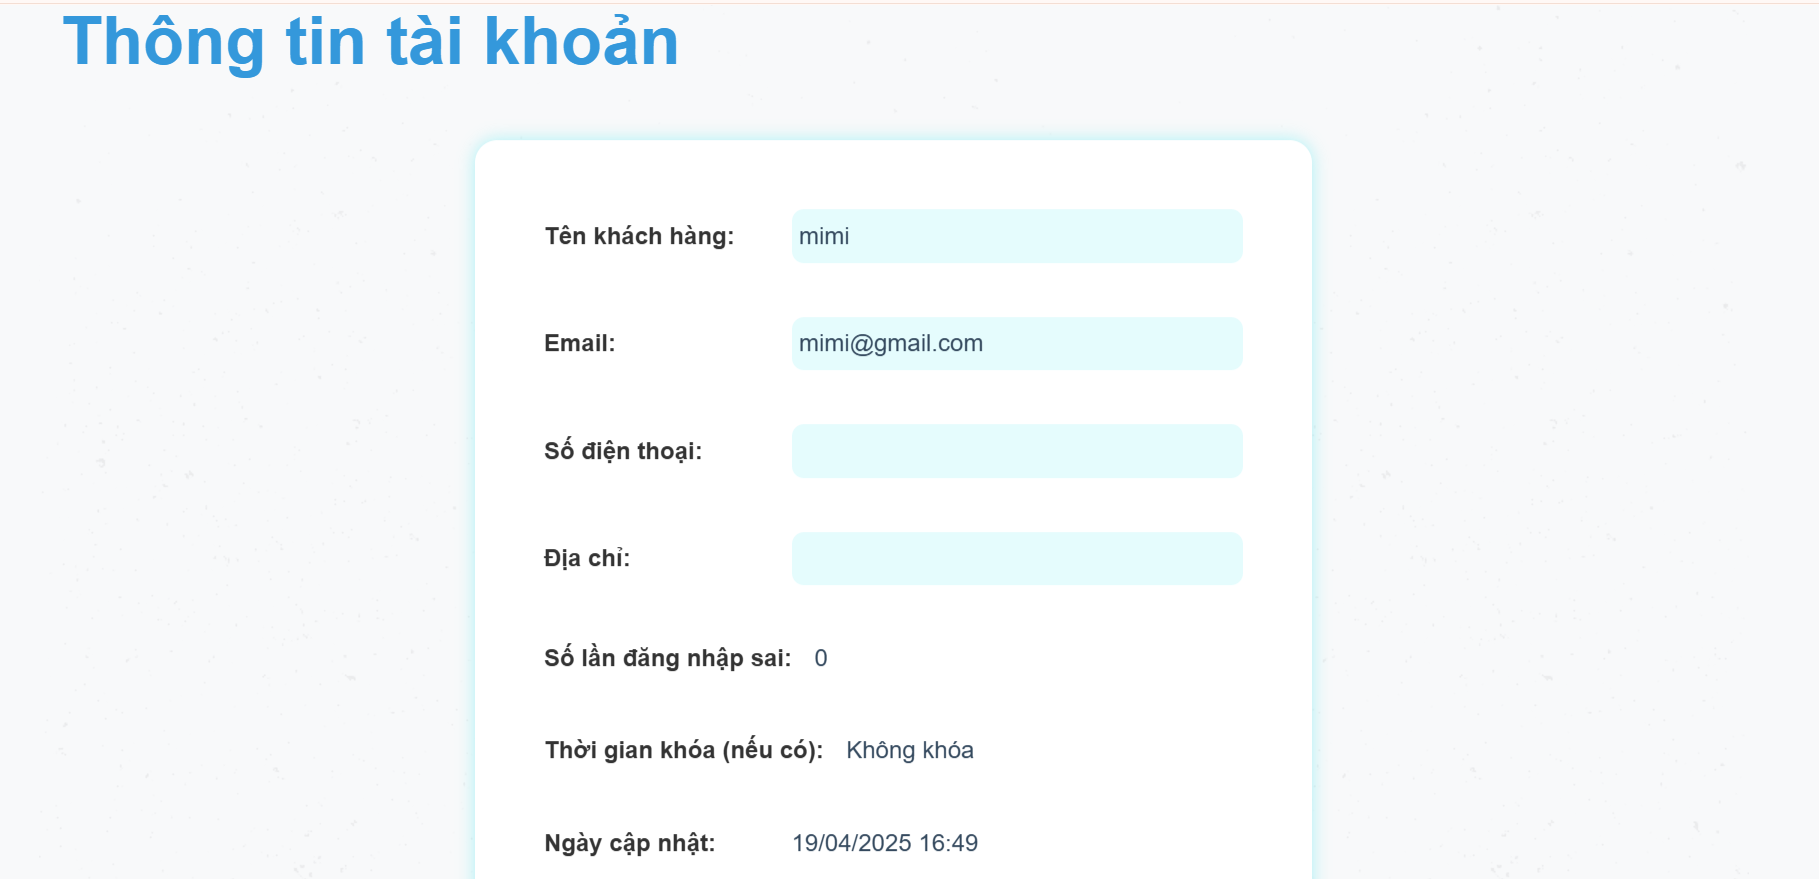 Thông tin tài khoản
Tên khách hàng: mimi
Email: mimi@gmail.com
Số điện thoại:
Địa chỉ:
Số lần đăng nhập sai: 0
Thời gian khóa (nếu có): Không khóa
Ngày cập nhật: 19/04/2025 16:49